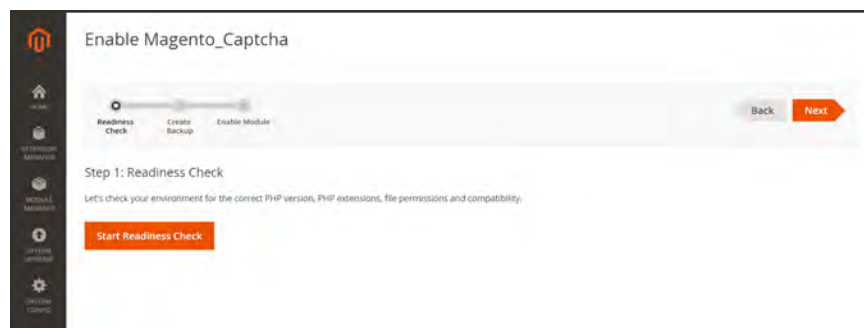 Enable Magento_Captcha
HOME
EXTENSION
MANAGER
MODULE
MANAGER
SYSTEM
UPGRADE
SYSTEM
CONFIG
Readiness
Check
Create
Backup
Enable Module
Back
Next
Step 1: Readiness Check
Let's check your environment for the correct PHP version, PHP extensions, file permissions and compatibility.
Start Readiness Check